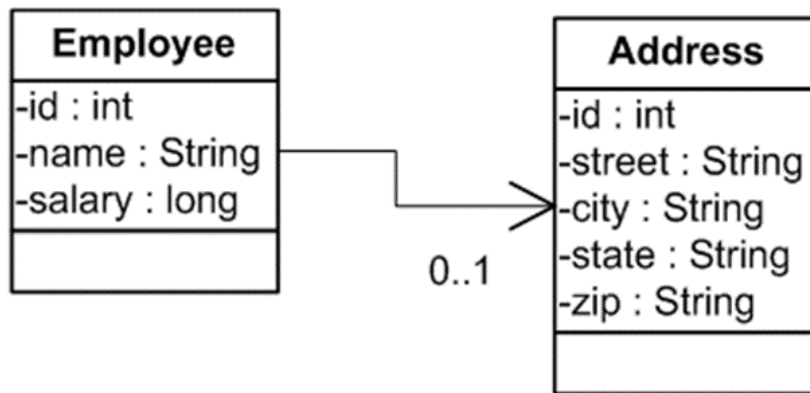 Employee
-id : int
-name : String
-salary : long
0..1
Address
-id : int
-street : String
-city : String
-state : String
-zip : String